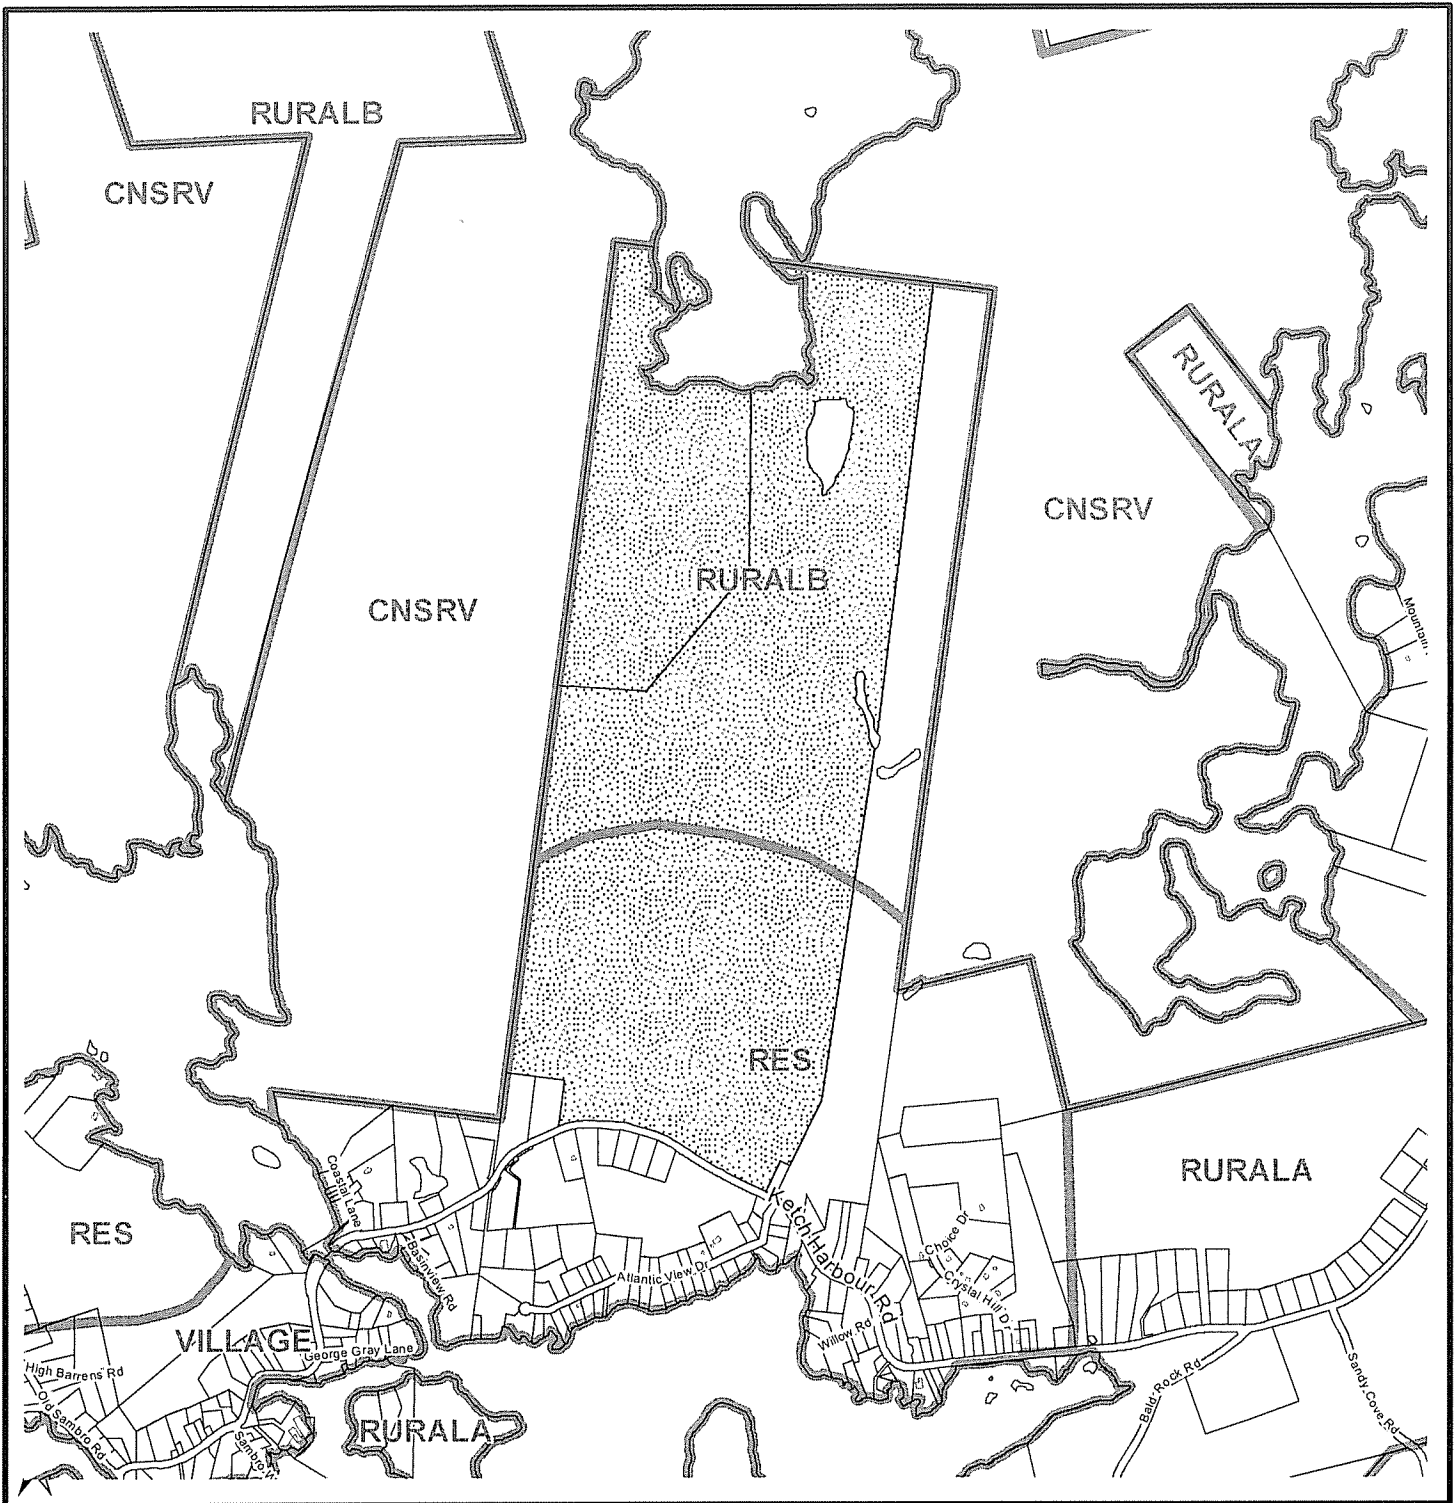 RURALB
CNSRV
RURALA
CNSRV
RURALB
CNSRV
RES
Coastal Lane
RURALA
Ketch Harbour Rd
RES
Choice Dr
Basinview Rd
Atlantic View Dr
Crystal Hill Dr
Willow Rd
VILLAGE
George Gray Lane
High Barrens Rd
Bald Rock Rd
Sandy Cove Rd
Old Sambro Rd
RURALA